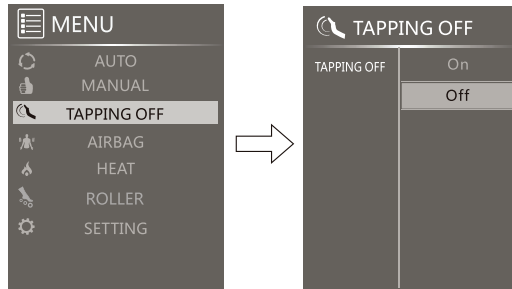 MENU
AUTO
MANUAL
TAPPING OFF
AIRBAG
HEAT
ROLLER
SETTING
TAPPING OFF
TAPPING OFF
On
Off